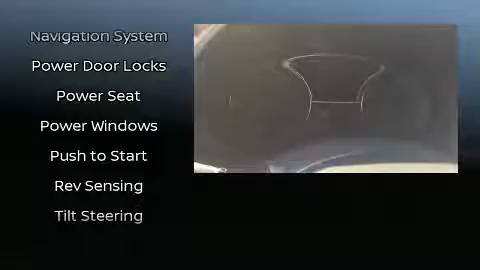 Navigation System
Power Door Locks
Power Seat
Power Windows
Push to Start
Rev Sensing
Tilt Steering